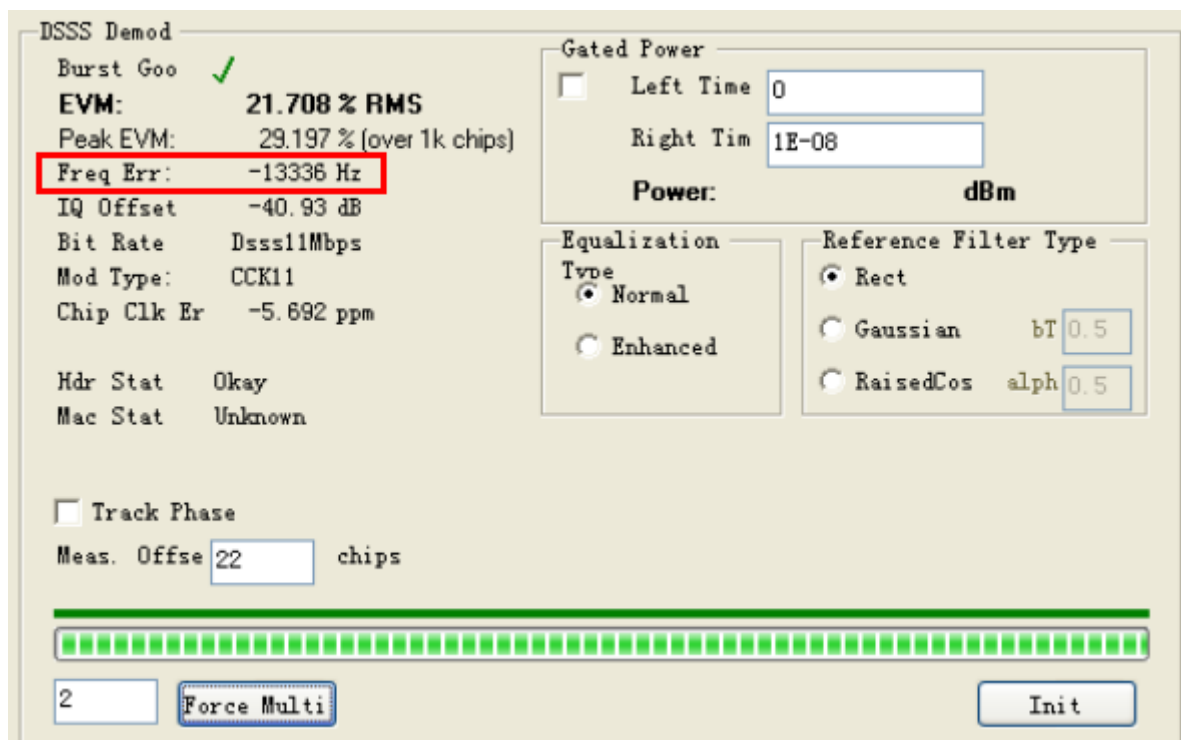 DSSS Demod
Burst Goo
EVM: 21.708 % RMS
Peak EVM: 29.197 % (over 1k chips)
Freq Err: -13336 Hz
IQ Offset -40.93 dB
Bit Rate Dsss11Mbps
Mod Type: CCK11
Chip Clk Er -5.692 ppm
Hdr Stat Okay
Mac Stat Unknown
Gated Power
Left Time 0
Right Tim 1E-08
Power: dBm
Equalization
Type
Normal
Enhanced
Reference Filter Type
Rect
Gaussian bT 0.5
RaisedCos alph 0.5
Track Phase
Meas. Offse 22 chips
2 Force Multi Init